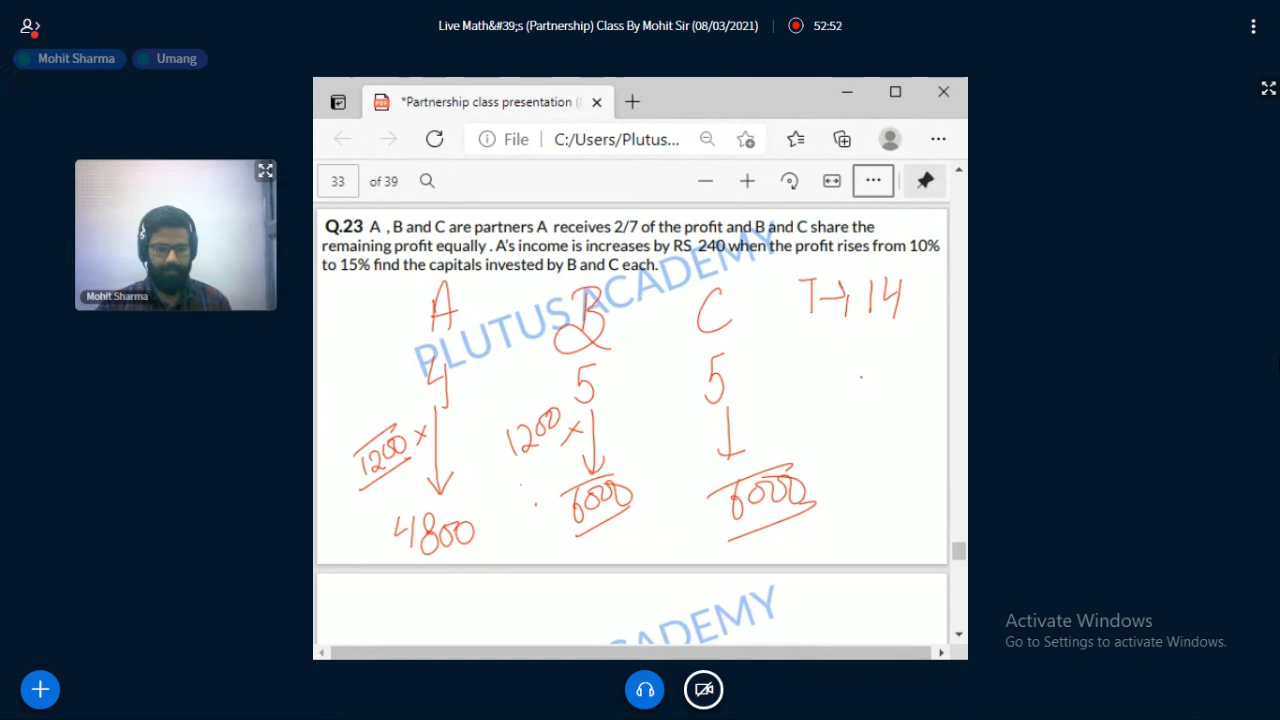 Live Math&#39;s (Partnership) Class By Mohit Sir (08/03/2021)
52:52
Mohit Sharma
Umang
*Partnership class presentation (
File
C:/Users/Plutus...
33 of 39
Q.23 A , B and C are partners A receives 2/7 of the profit and B and C share the
remaining profit equally . A's income is increases by RS 240 when the profit rises from 10%
to 15% find the capitals invested by B and C each.
PLUTUS ACADEMY
A B C T→ 14
4 5 5
1200 × 1200 ×
4800 6000 6000
Mohit Sharma
PLUTUS ACADEMY
Activate Windows
Go to Settings to activate Windows.